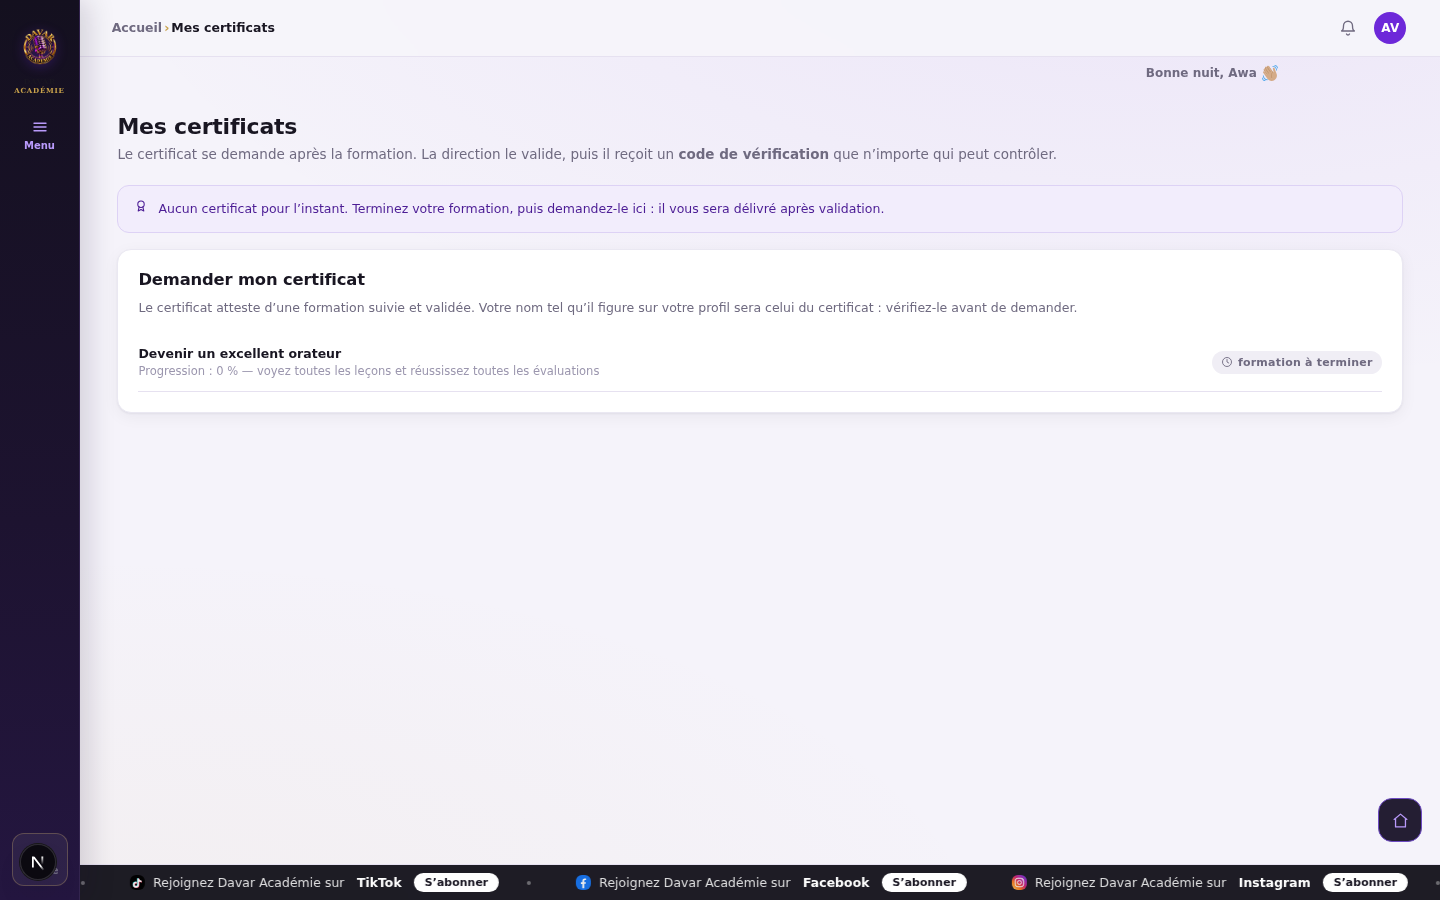 DAVAR
ACADÉMIE
Menu
Accueil › Mes certificats
AV
Bonne nuit, Awa 👋🏽
Mes certificats
Le certificat se demande après la formation. La direction le valide, puis il reçoit un code de vérification que n’importe qui peut contrôler.
Aucun certificat pour l’instant. Terminez votre formation, puis demandez-le ici : il vous sera délivré après validation.
Demander mon certificat
Le certificat atteste d’une formation suivie et validée. Votre nom tel qu’il figure sur votre profil sera celui du certificat : vérifiez-le avant de demander.
Devenir un excellent orateur
formation à terminer
Progression : 0 % — voyez toutes les leçons et réussissez toutes les évaluations
N
Rejoignez Davar Académie sur TikTok S’abonner • Rejoignez Davar Académie sur Facebook S’abonner Rejoignez Davar Académie sur Instagram S’abonner